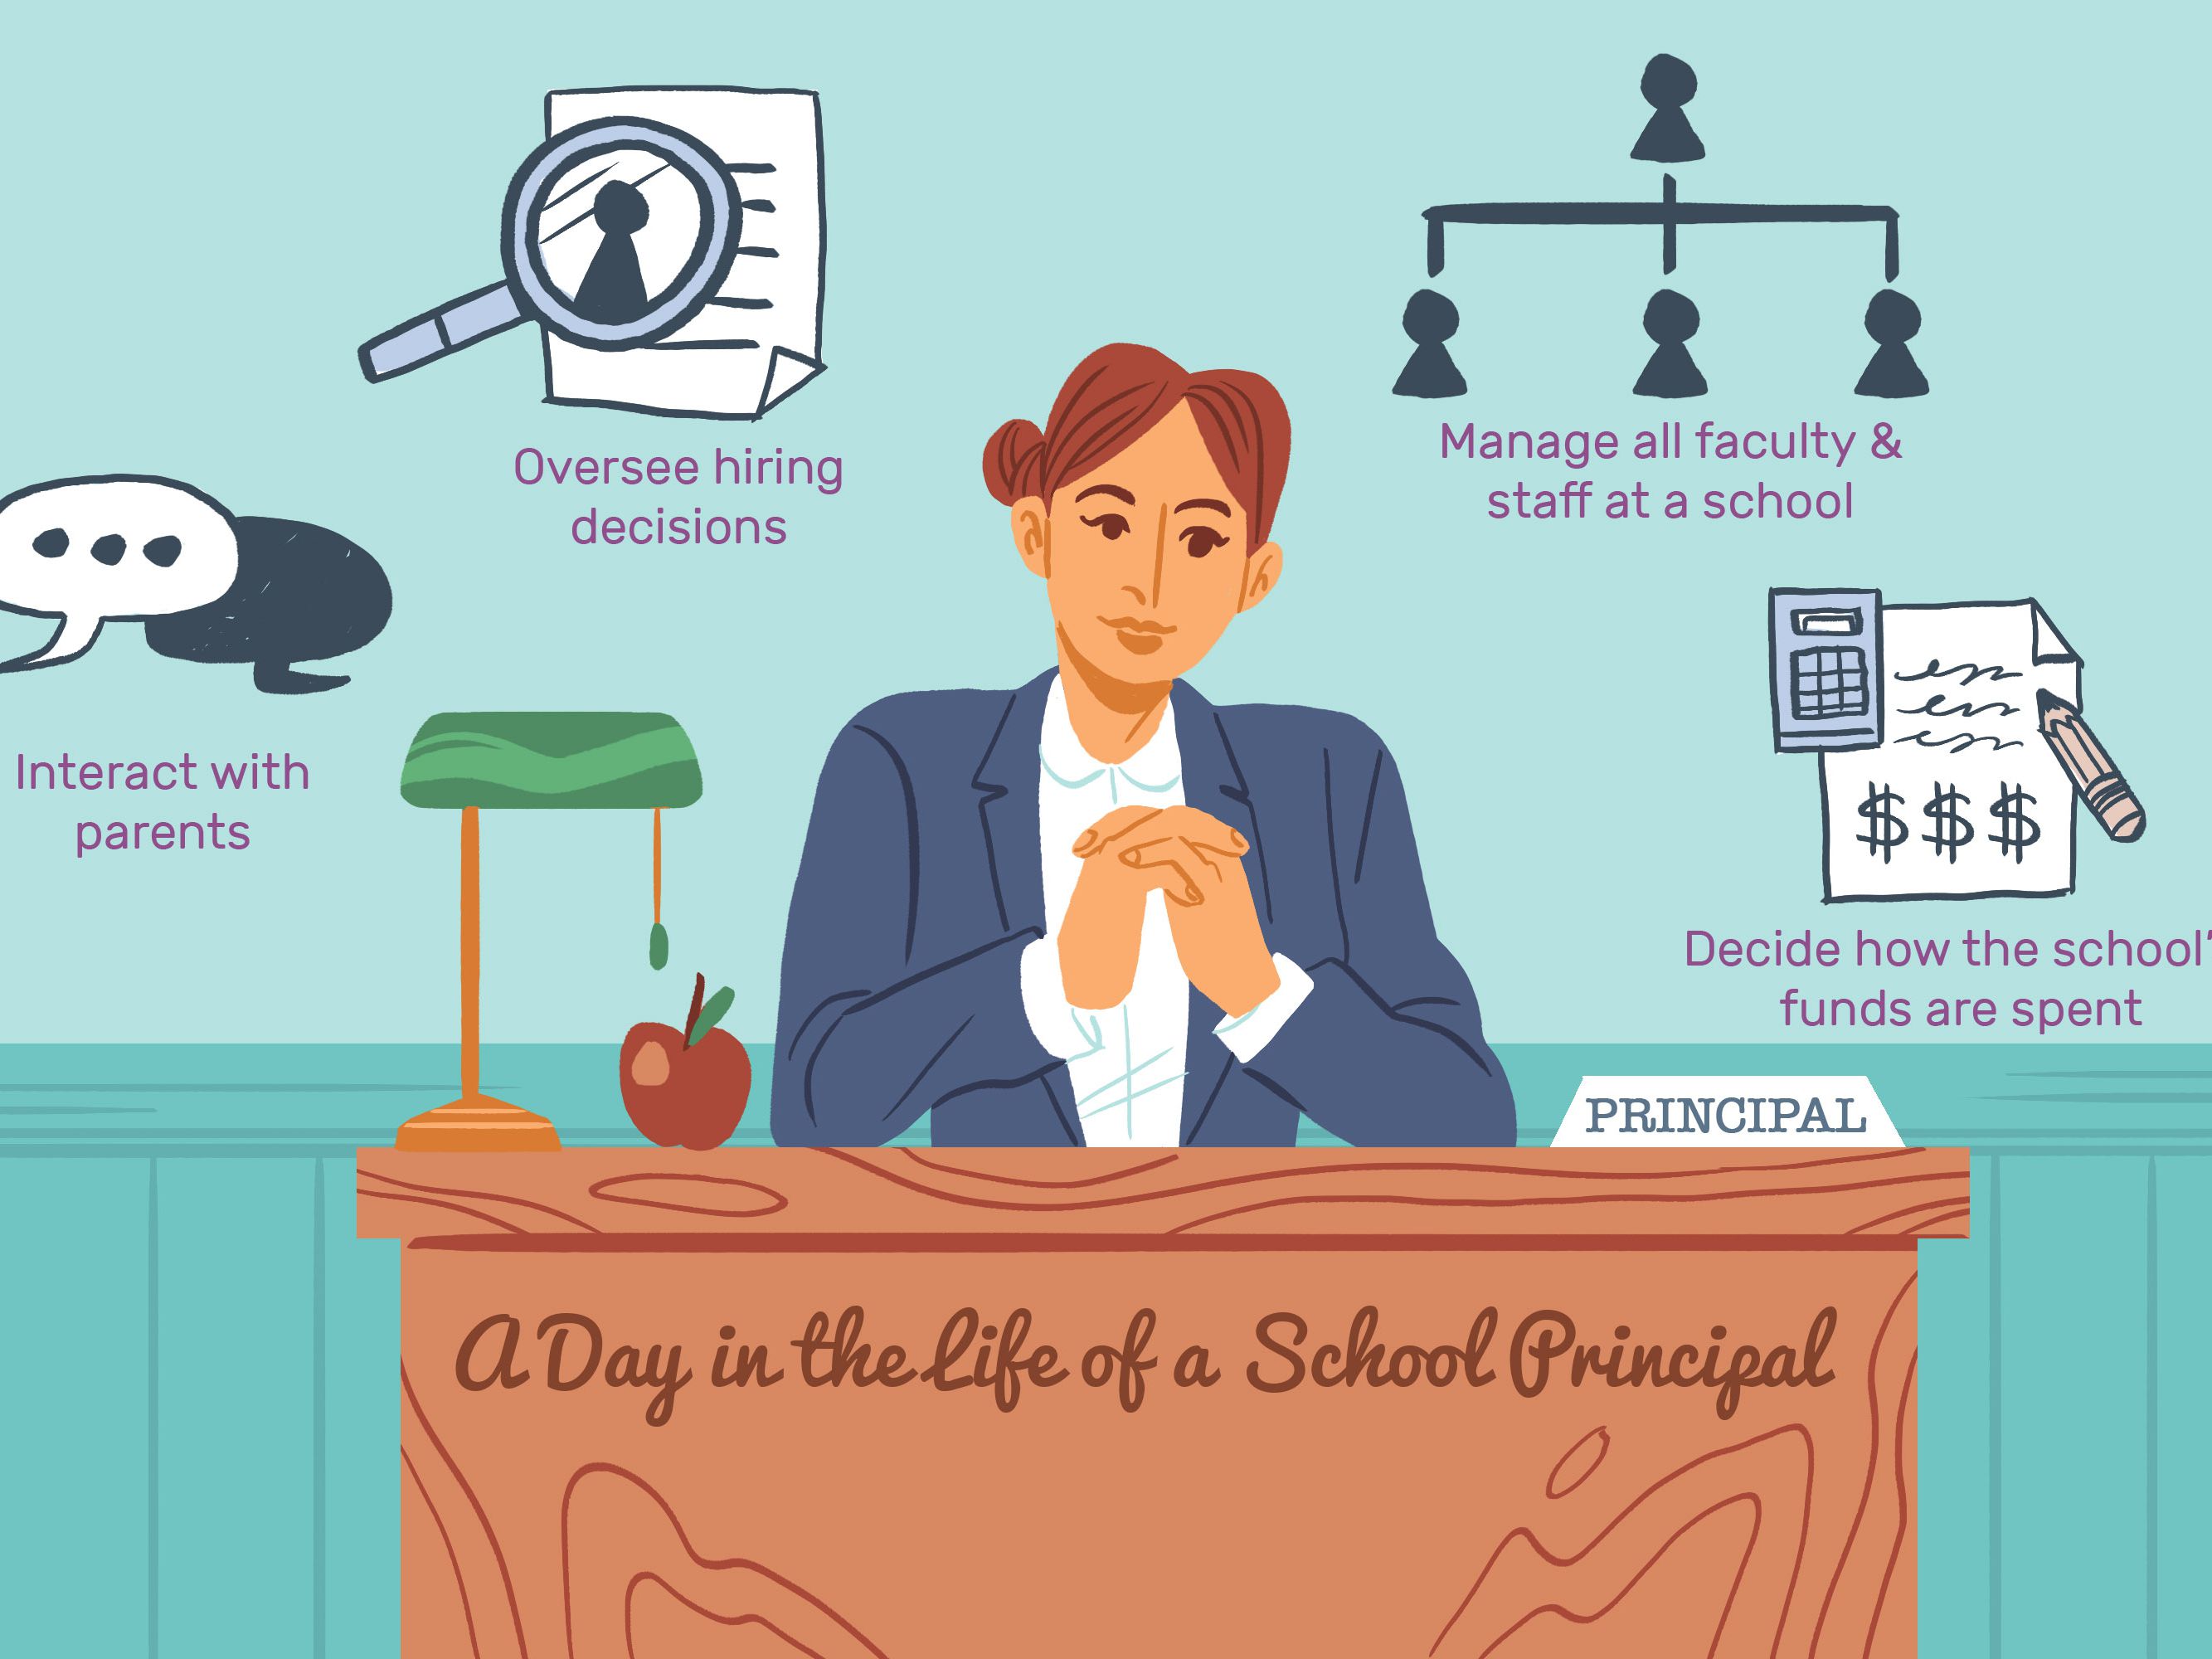 Oversee hiring
decisions
Manage all faculty &
staff at a school
Interact with
parents
Decide how the school'
funds are spent
PRINCIPAL
A Day in the Life of a School Principal
$$$